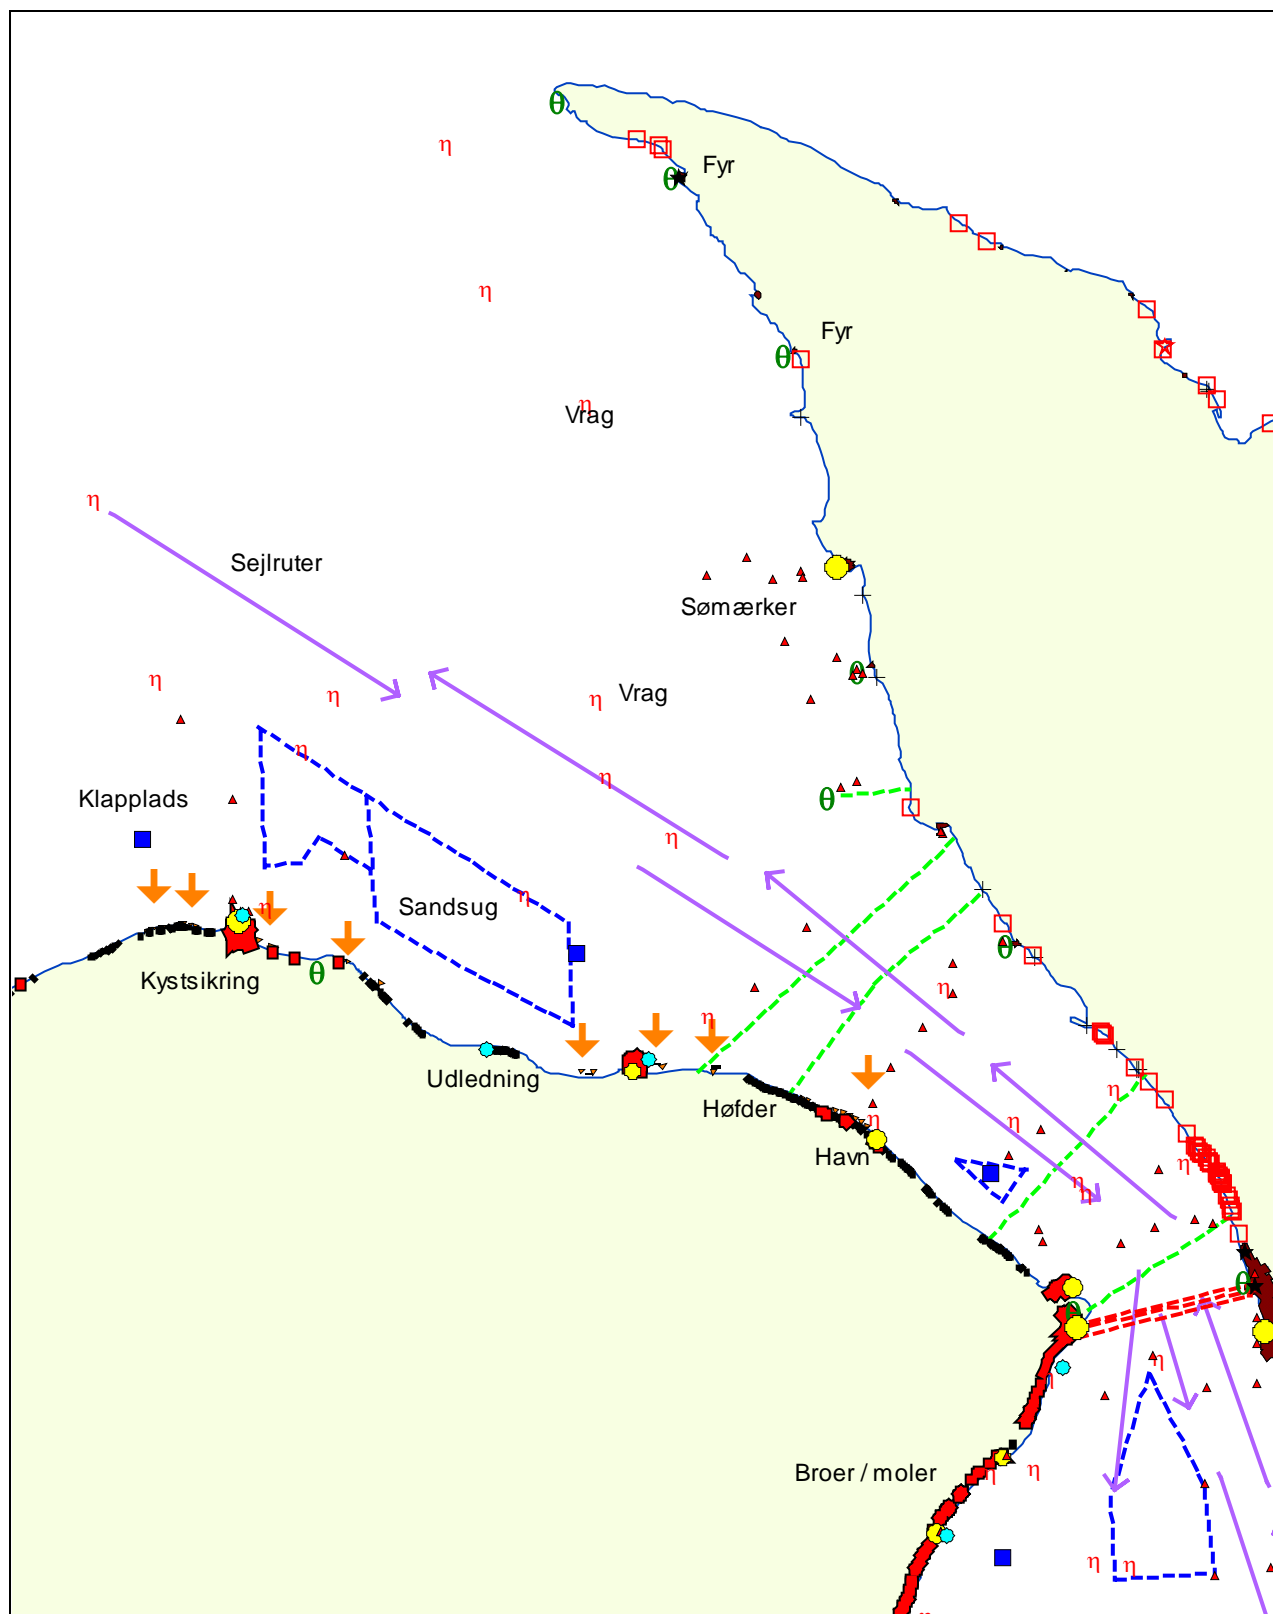 Fyr
Fyr
Vrag
Sejlruter
Sømærker
Vrag
Klapplads
Sandsug
Kystsikring
Udledning
Høfder
Havn
Broer / moler